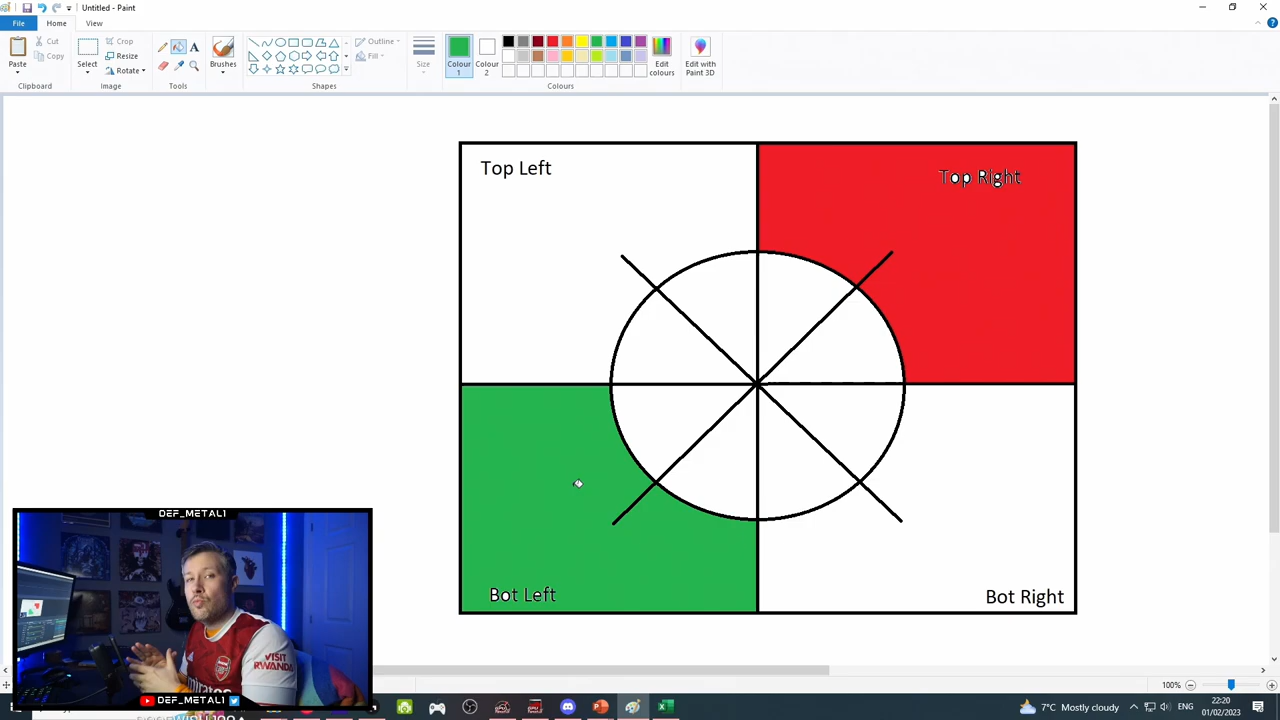 Untitled - Paint
File
Home
View
Paste
Cut
Copy
Clipboard
Select
Crop
Resize
Rotate
Image
Tools
Brushes
Shapes
Outline
Fill
Size
Colour 1
Colour 2
Edit colours
Edit with Paint 3D
Colours
Top Left
Top Right
Bot Left
Bot Right
DEF_METAL1
VISIT
RWANDA
DEF_METAL1
100%
7°C Mostly cloudy
ENG
22:20
01/02/2023